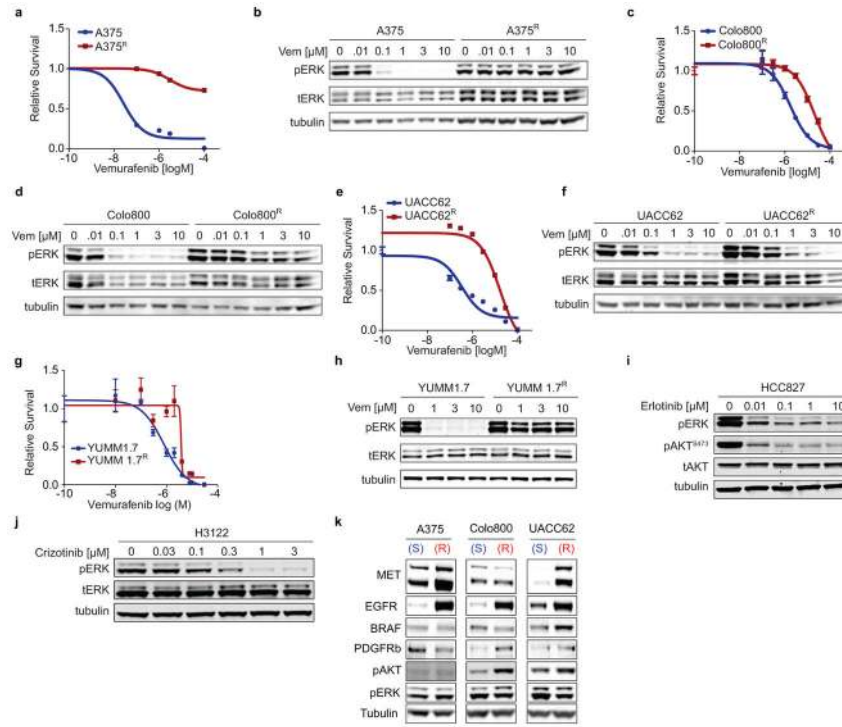 a
A375
A375ᴿ
Relative Survival
1.5
1.0
0.5
0.0
-10 -8 -6 -4
Vemurafenib [logM]
b
A375 A375ᴿ
Vem [µM] 0 .01 0.1 1 3 10 0 .01 0.1 1 3 10
pERK
tERK
tubulin
c
Colo800
Colo800ᴿ
Relative Survival
1.5
1.0
0.5
0.0
-10 -8 -6 -4
Vemurafenib [logM]
d
Colo800 Colo800ᴿ
Vem [µM] 0 .01 0.1 1 3 10 0 .01 0.1 1 3 10
pERK
tERK
tubulin
e
UACC62
UACC62ᴿ
Relative Survival
1.5
1.0
0.5
0.0
-10 -8 -6 -4
Vemurafenib [logM]
f
UACC62 UACC62ᴿ
Vem [µM] 0 .01 0.1 1 3 10 0 .01 0.1 1 3 10
pERK
tERK
tubulin
g
Relative Survival
1.5
1.0
0.5
0.0
YUMM1.7
YUMM 1.7ᴿ
-10 -8 -6 -4
Vemurafenib log (M)
h
YUMM1.7 YUMM 1.7ᴿ
Vem [µM] 0 1 3 10 0 1 3 10
pERK
tERK
tubulin
i
HCC827
Erlotinib [µM] 0 0.01 0.1 1 10
pERK
pAKTˢ⁴⁷³
tAKT
tubulin
j
H3122
Crizotinib [µM] 0 0.03 0.1 0.3 1 3
pERK
tERK
tubulin
k
A375 Colo800 UACC62
(S) (R) (S) (R) (S) (R)
MET
EGFR
BRAF
PDGFRb
pAKT
pERK
Tubulin